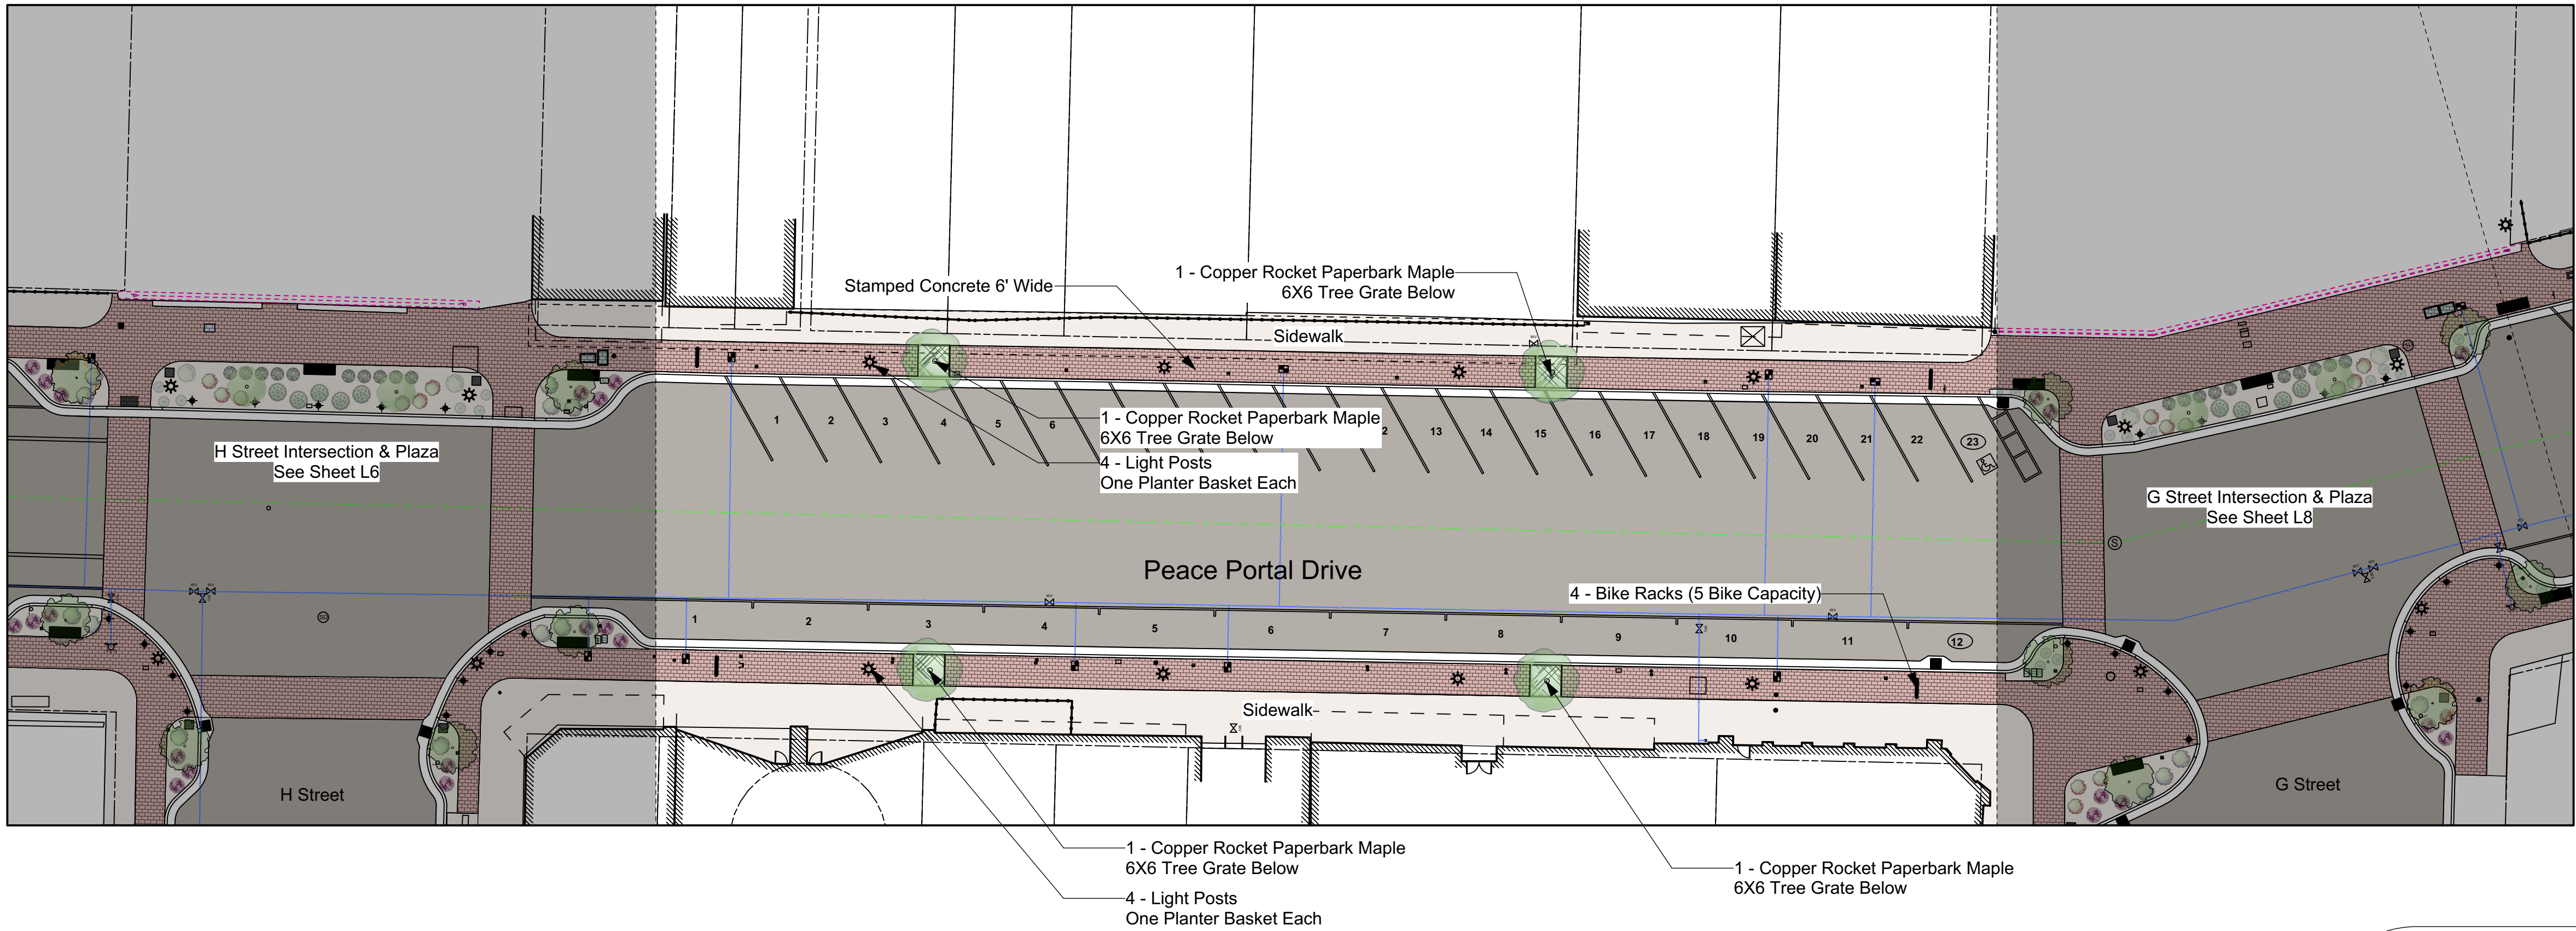 1 - Copper Rocket Paperbark Maple
6X6 Tree Grate Below
Stamped Concrete 6' Wide
Sidewalk
1 - Copper Rocket Paperbark Maple
6X6 Tree Grate Below
4 - Light Posts
One Planter Basket Each
1 2 3 4 5 6 2 13 14 15 16 17 18 19 20 21 22 23
H Street Intersection & Plaza
See Sheet L6
G Street Intersection & Plaza
See Sheet L8
S
SD
Peace Portal Drive
4 - Bike Racks (5 Bike Capacity)
1 2 3 4 5 6 7 8 9 10 11 12
Sidewalk
H Street
G Street
1 - Copper Rocket Paperbark Maple
6X6 Tree Grate Below
4 - Light Posts
One Planter Basket Each
1 - Copper Rocket Paperbark Maple
6X6 Tree Grate Below